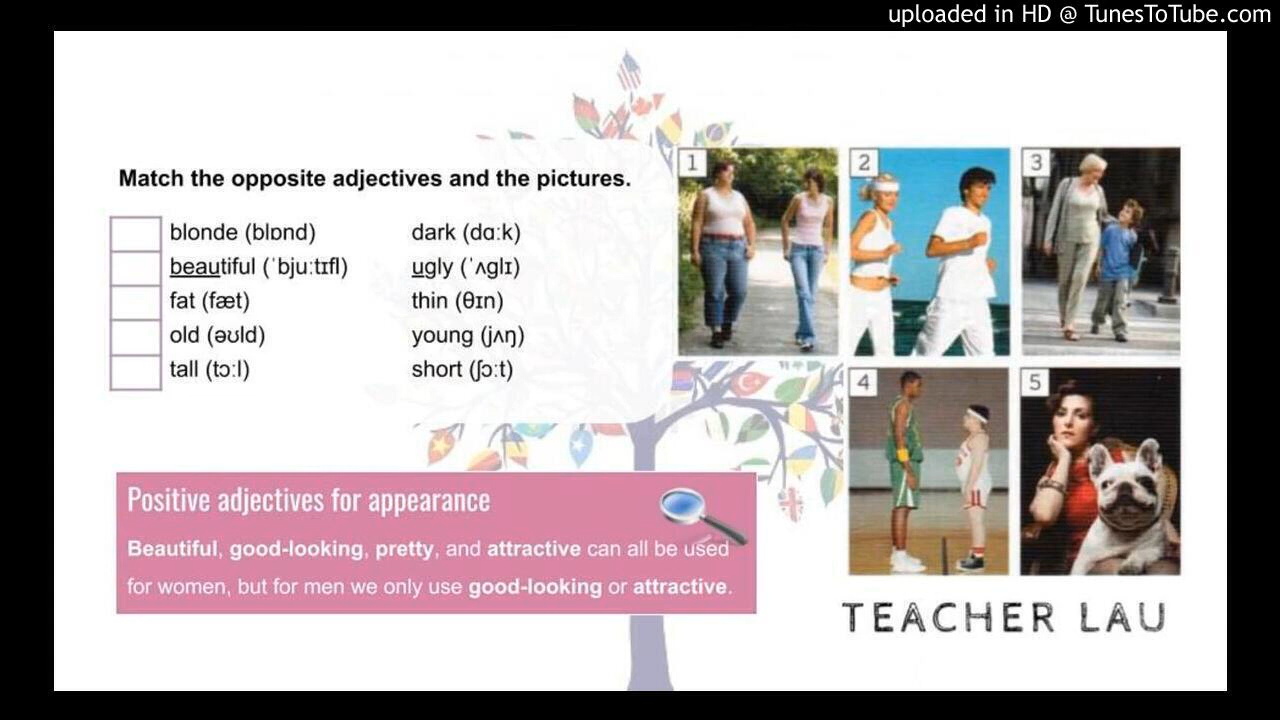 uploaded in HD @ TunesToTube.com
Match the opposite adjectives and the pictures.
blonde (blɒnd) dark (dɑːk)
beautiful (ˈbjuːtɪfl) ugly (ˈʌglɪ)
fat (fæt) thin (θɪn)
old (əʊld) young (jʌŋ)
tall (tɔːl) short (ʃɔːt)
1
2
3
4
5
Positive adjectives for appearance
Beautiful, good-looking, pretty, and attractive can all be used
for women, but for men we only use good-looking or attractive.
TEACHER LAU